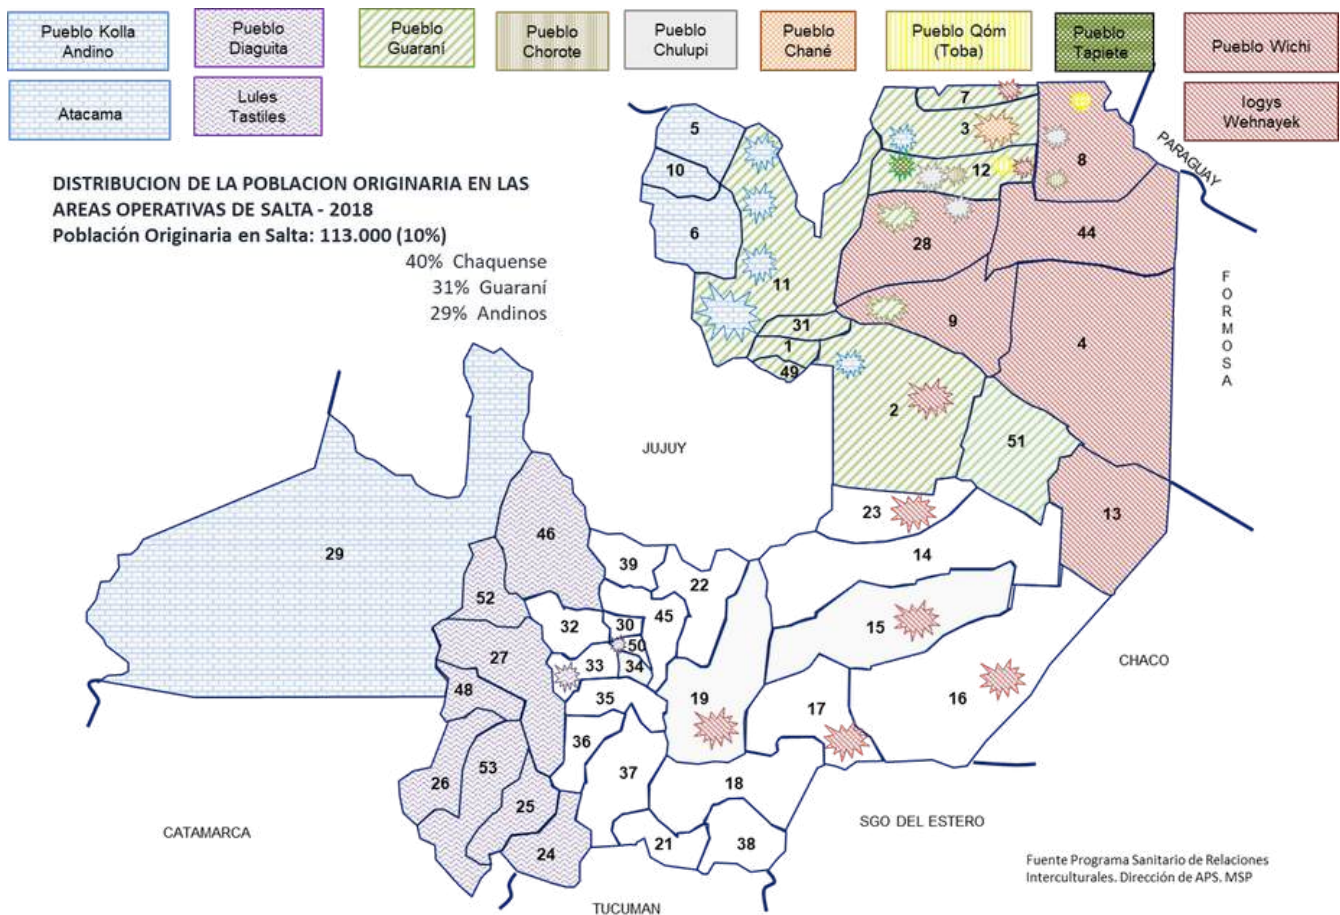 Pueblo Kolla
Andino
Pueblo
Diaguita
Pueblo
Guaraní
Pueblo
Chorote
Pueblo
Chulupi
Pueblo
Chané
Pueblo Qóm
(Toba)
Pueblo
Tapiete
Pueblo Wichi
Atacama
Lules
Tastiles
Iogys
Wehnayek
DISTRIBUCION DE LA POBLACION ORIGINARIA EN LAS
AREAS OPERATIVAS DE SALTA - 2018
Población Originaria en Salta: 113.000 (10%)
40% Chaquense
31% Guaraní
29% Andinos
5
10
6
7
3
12
8
PARAGUAY
28
44
11
31
1
49
9
4
FORMOSA
2
51
JUJUY
13
23
14
29
46
39
22
52
32
30
45
50
15
27
33
34
CHACO
48
35
19
17
16
36
26
53
37
18
25
24
21
38
CATAMARCA
SGO DEL ESTERO
TUCUMAN
Fuente Programa Sanitario de Relaciones
Interculturales. Dirección de APS. MSP